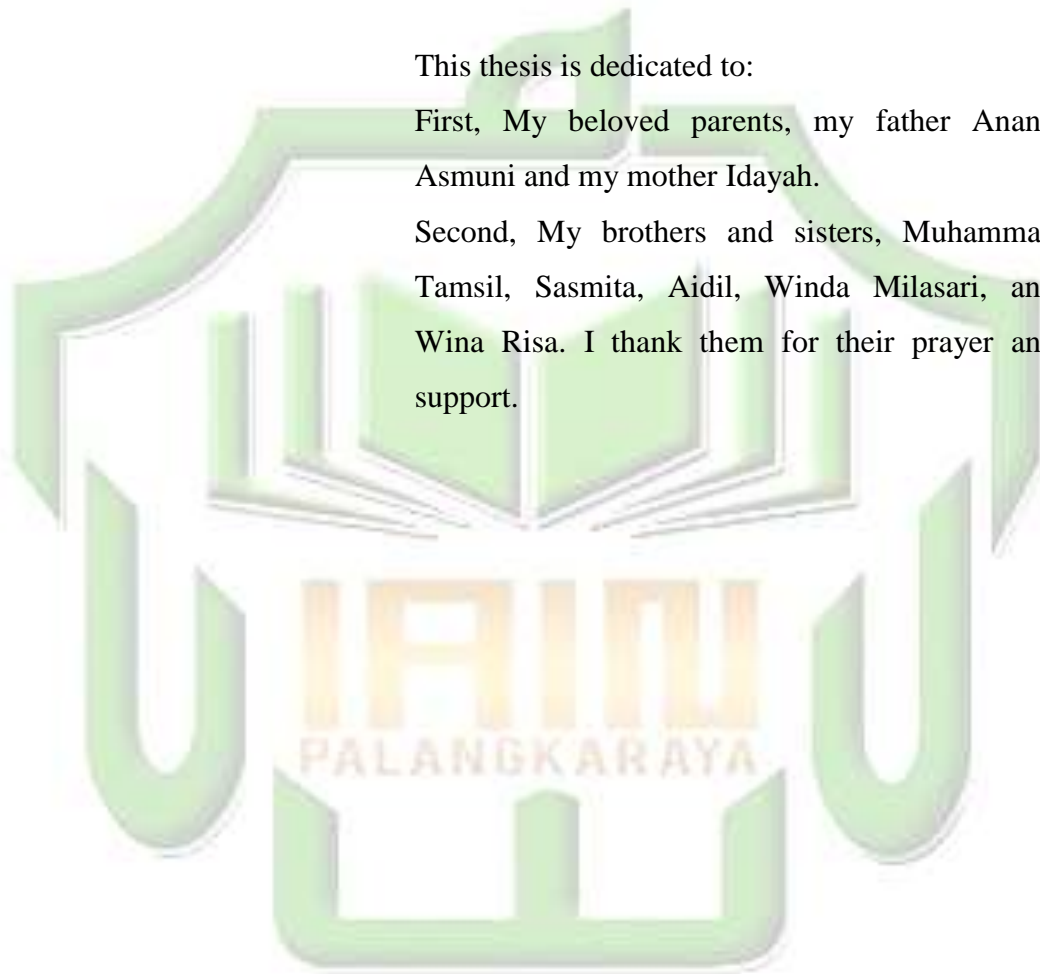 This thesis is dedicated to:
First, My beloved parents, my father Anan
Asmuni and my mother Idayah.
Second, My brothers and sisters, Muhamma
Tamsil, Sasmita, Aidil, Winda Milasari, an
Wina Risa. I thank them for their prayer an
support.
IAIN
PALANGKARAYA